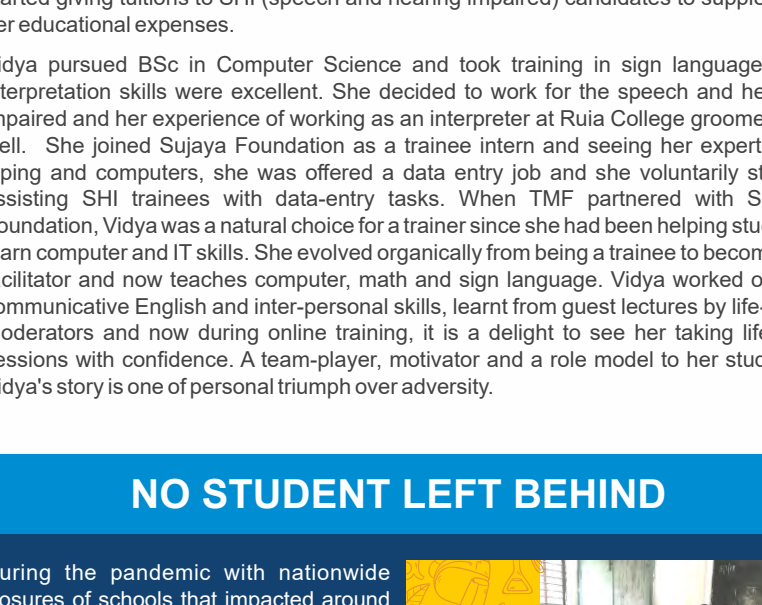 arted giving tuitions to SHI (speech and hearing impaired) candidates to supple
er educational expenses.
idya pursued BSc in Computer Science and took training in sign language
terpretation skills were excellent. She decided to work for the speech and he
mpaired and her experience of working as an interpreter at Ruia College groome
ell. She joined Sujaya Foundation as a trainee intern and seeing her expert
ping and computers, she was offered a data entry job and she voluntarily st
ssisting SHI trainees with data-entry tasks. When TMF partnered with S
oundation, Vidya was a natural choice for a trainer since she had been helping stu
arn computer and IT skills. She evolved organically from being a trainee to becom
cilitator and now teaches computer, math and sign language. Vidya worked o
ommunicative English and inter-personal skills, learnt from guest lectures by life-
oderators and now during online training, it is a delight to see her taking life
essions with confidence. A team-player, motivator and a role model to her stud
idya's story is one of personal triumph over adversity.
NO STUDENT LEFT BEHIND
uring the pandemic with nationwide
osures of schools that impacted around